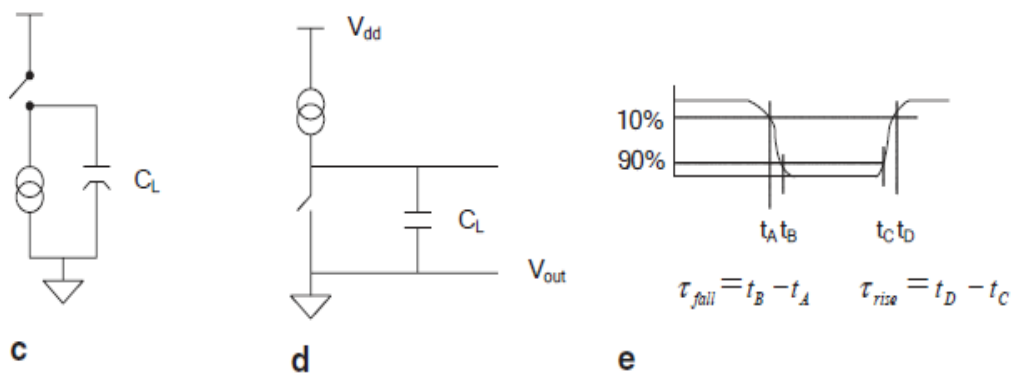 V_dd
C_L
C_L
V_out
10%
90%
t_A t_B
t_C t_D
τ_fall = t_B − t_A
τ_rise = t_D − t_C
c
d
e